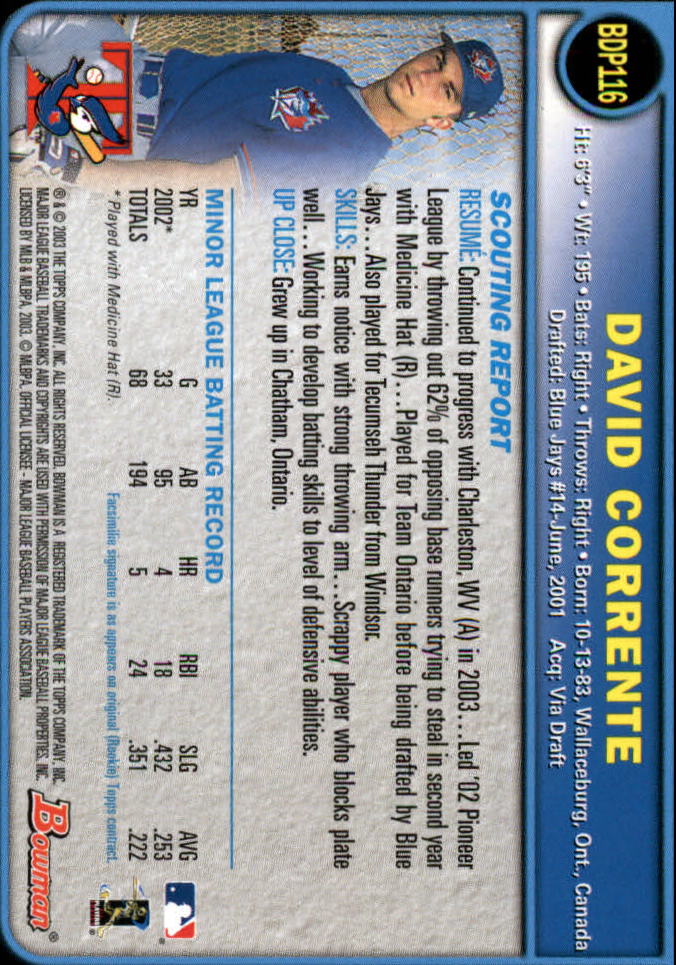 BDP116
DAVID CORRENTE
Ht: 6'3" • Wt: 195 • Bats: Right • Throws: Right • Born: 10-13-83, Wallaceburg, Ont., Canada
Drafted: Blue Jays #14-June, 2001 Acq: Via Draft
SCOUTING REPORT
RESUMÉ: Continued to progress with Charleston, WV (A) in 2003....Led '02 Pioneer
League by throwing out 62% of opposing base runners trying to steal in second year
with Medicine Hat (R)....Played for Team Ontario before being drafted by Blue
Jays....Also played for Tecumseh Thunder from Windsor.
SKILLS: Earns notice with strong throwing arm....Scrappy player who blocks plate
well....Working to develop batting skills to level of defensive abilities.
UP CLOSE: Grew up in Chatham, Ontario.
MINOR LEAGUE BATTING RECORD
YR G AB HR RBI SLG AVG
2002* 33 95 4 18 .432 .253
TOTALS 68 194 5 24 .351 .222
* Played with Medicine Hat (R).
Facsimile signature is as appears on original (Rookie) Topps contract.
® & © 2003 THE TOPPS COMPANY, INC. ALL RIGHTS RESERVED. BOWMAN IS A REGISTERED TRADEMARK OF THE TOPPS COMPANY, INC.
MAJOR LEAGUE BASEBALL TRADEMARKS AND COPYRIGHTS ARE USED WITH PERMISSION OF MAJOR LEAGUE BASEBALL PROPERTIES, INC.
LICENSED BY MLB & MLBPA, 2003. © MLBPA. OFFICIAL LICENSEE - MAJOR LEAGUE BASEBALL PLAYERS ASSOCIATION.
Bowman®